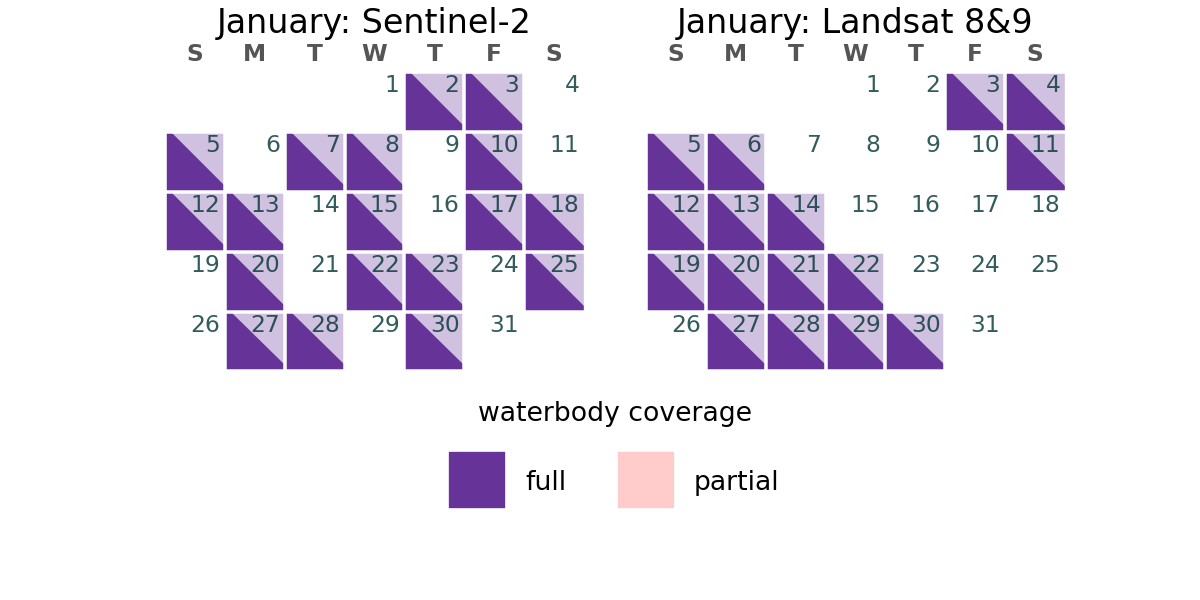 January: Sentinel-2
S M T W T F S
1 2 3 4
5 6 7 8 9 10 11
12 13 14 15 16 17 18
19 20 21 22 23 24 25
26 27 28 29 30 31
January: Landsat 8&9
S M T W T F S
1 2 3 4
5 6 7 8 9 10 11
12 13 14 15 16 17 18
19 20 21 22 23 24 25
26 27 28 29 30 31
waterbody coverage
full partial